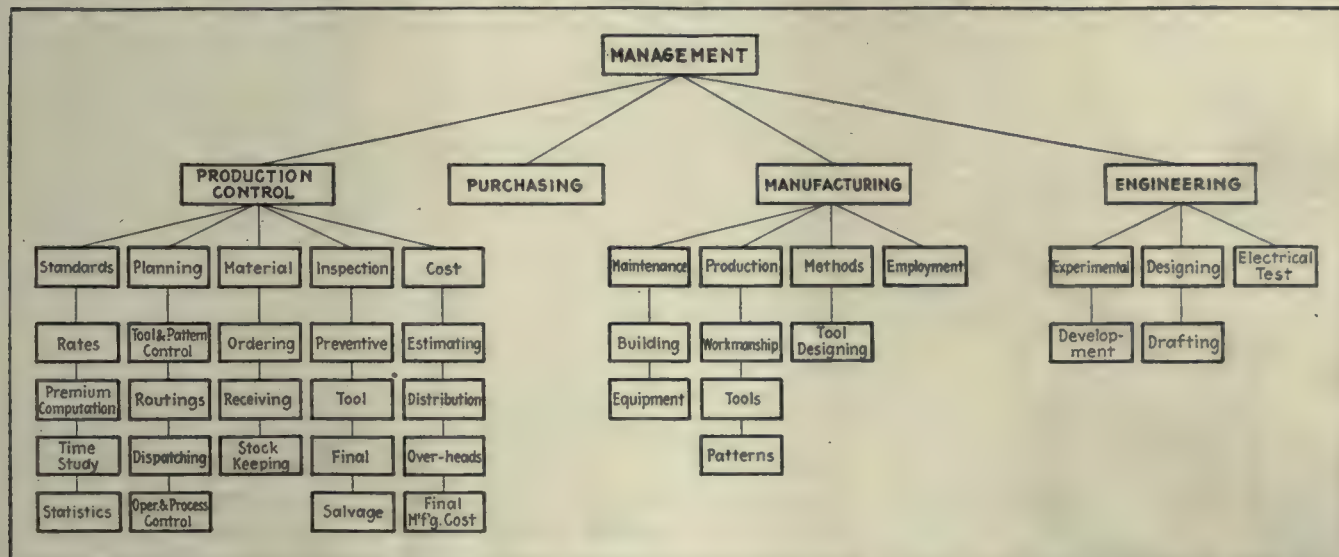 MANAGEMENT
PRODUCTION
CONTROL
PURCHASING
MANUFACTURING
ENGINEERING
Standards
Planning
Material
Inspection
Cost
Maintenance
Production
Methods
Employment
Experimental
Designing
Electrical
Test
Rates
Tool & Pattern
Control
Ordering
Preventive
Estimating
Building
Workmanship
Tool
Designing
Develop-
ment
Drafting
Premium
Computation
Routings
Receiving
Tool
Distribution
Equipment
Tools
Time
Study
Dispatching
Stock
Keeping
Final
Over-heads
Patterns
Statistics
Oper. & Process
Control
Salvage
Final
M'f'g. Cost